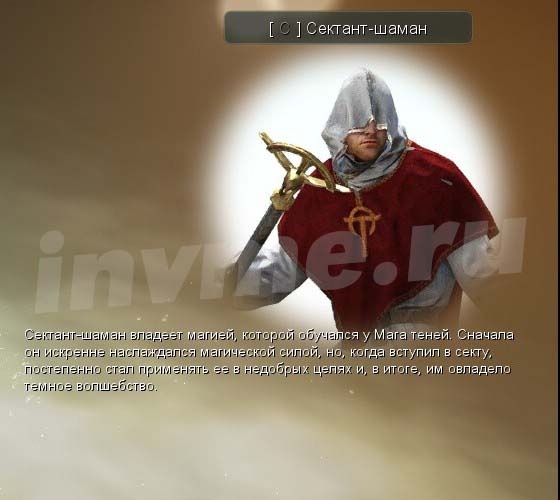 [ C ] Сектант-шаман
invme.ru
Сектант-шаман владеет магией, которой обучался у Мага теней. Сначала
он искренне наслаждался магической силой, но, когда вступил в секту,
постепенно стал применять ее в недобрых целях и, в итоге, им овладело
темное волшебство.